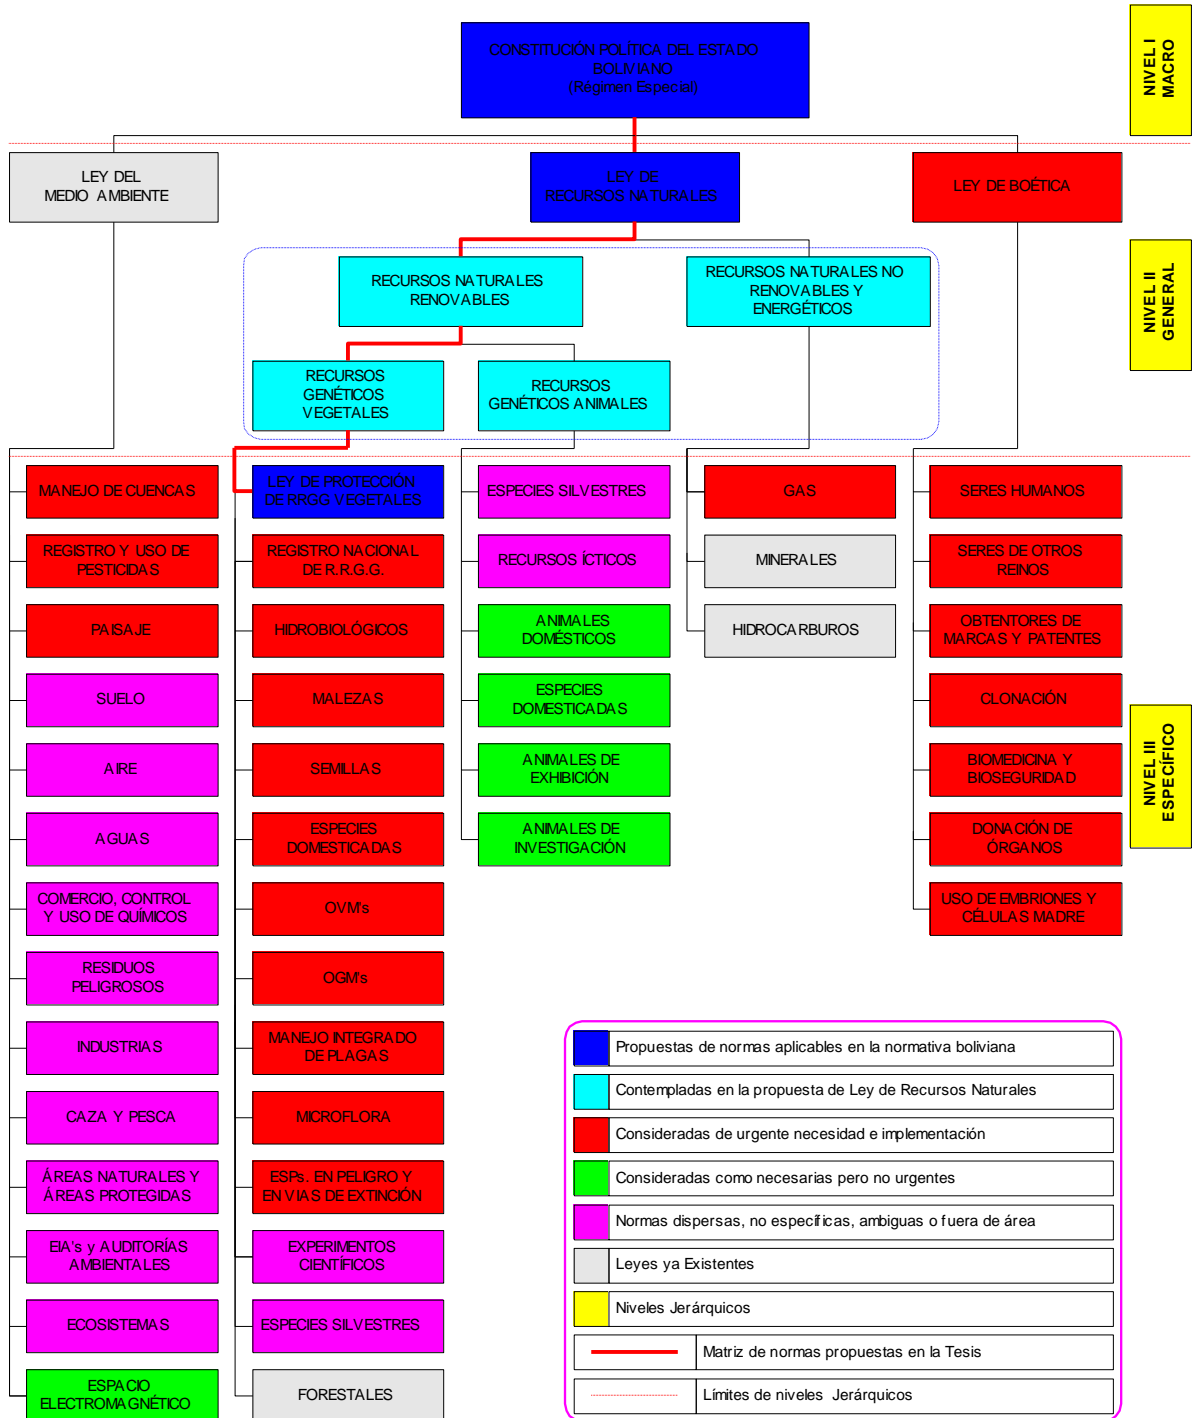 CONSTITUCIÓN POLÍTICA DEL ESTADO
BOLIVIANO
(Régimen Especial)
NIVEL I
MACRO
LEY DEL
MEDIO AMBIENTE
LEY DE
RECURSOS NATURALES
LEY DE BOÉTICA
RECURSOS NATURALES
RENOVABLES
RECURSOS NATURALES NO
RENOVABLES Y
ENERGÉTICOS
NIVEL II
GENERAL
RECURSOS
GENÉTICOS
VEGETALES
RECURSOS
GENÉTICOS ANIMALES
MANEJO DE CUENCAS
REGISTRO Y USO DE
PESTICIDAS
PAISAJE
SUELO
AIRE
AGUAS
COMERCIO, CONTROL
Y USO DE QUÍMICOS
RESIDUOS
PELIGROSOS
INDUSTRIAS
CAZA Y PESCA
ÁREAS NATURALES Y
ÁREAS PROTEGIDAS
EIA's y AUDITORÍAS
AMBIENTALES
ECOSISTEMAS
ESPACIO
ELECTROMAGNÉTICO
LEY DE PROTECCIÓN
DE RRGG VEGETALES
REGISTRO NACIONAL
DE R.R.G.G.
HIDROBIOLÓGICOS
MALEZAS
SEMILLAS
ESPECIES
DOMESTICADAS
OVM's
OGM's
MANEJO INTEGRADO
DE PLAGAS
MICROFLORA
ESPs. EN PELIGRO Y
EN VIAS DE EXTINCIÓN
EXPERIMENTOS
CIENTÍFICOS
ESPECIES SILVESTRES
FORESTALES
ESPECIES SILVESTRES
RECURSOS ÍCTICOS
ANIMALES
DOMÉSTICOS
ESPECIES
DOMESTICADAS
ANIMALES DE
EXHIBICIÓN
ANIMALES DE
INVESTIGACIÓN
GAS
MINERALES
HIDROCARBUROS
SERES HUMANOS
SERES DE OTROS
REINOS
OBTENTORES DE
MARCAS Y PATENTES
CLONACIÓN
BIOMEDICINA Y
BIOSEGURIDAD
DONACIÓN DE
ÓRGANOS
USO DE EMBRIONES Y
CÉLULAS MADRE
NIVEL III
ESPECÍFICO
Propuestas de normas aplicables en la normativa boliviana
Contempladas en la propuesta de Ley de Recursos Naturales
Consideradas de urgente necesidad e implementación
Consideradas como necesarias pero no urgentes
Normas dispersas, no específicas, ambiguas o fuera de área
Leyes ya Existentes
Niveles Jerárquicos
Matriz de normas propuestas en la Tesis
Límites de niveles Jerárquicos